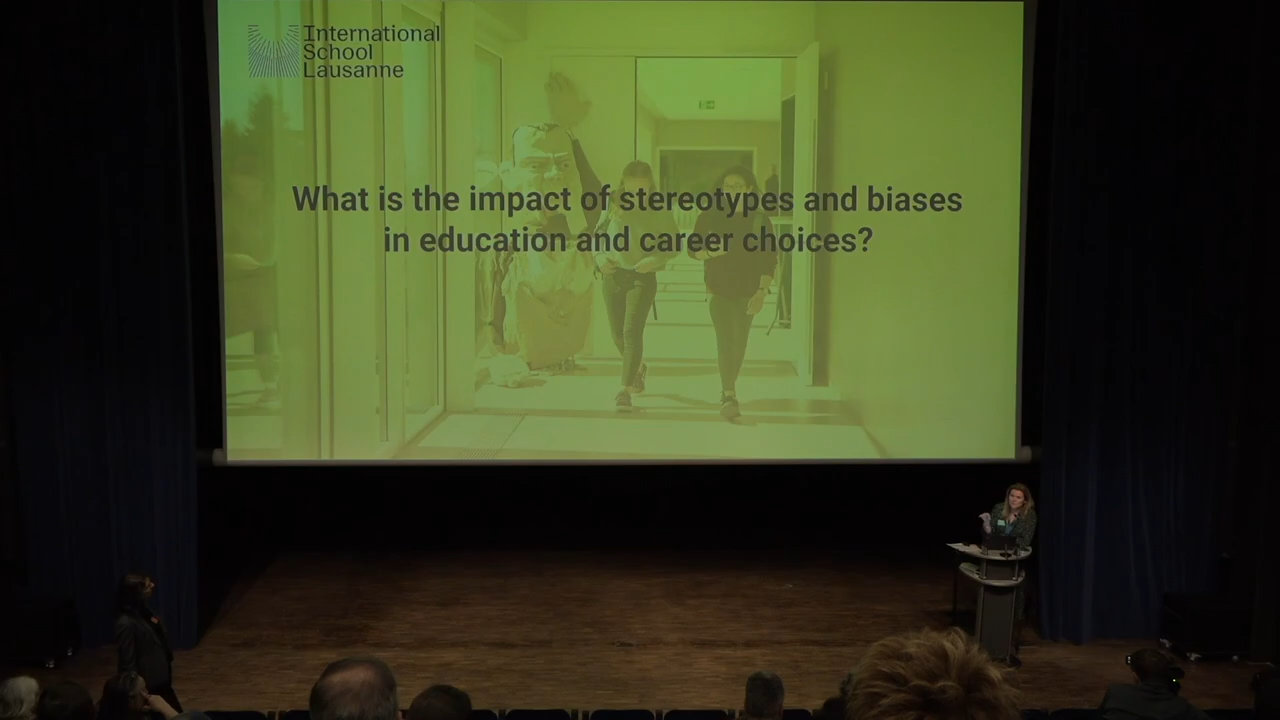 International
School
Lausanne
What is the impact of stereotypes and biases
in education and career choices?